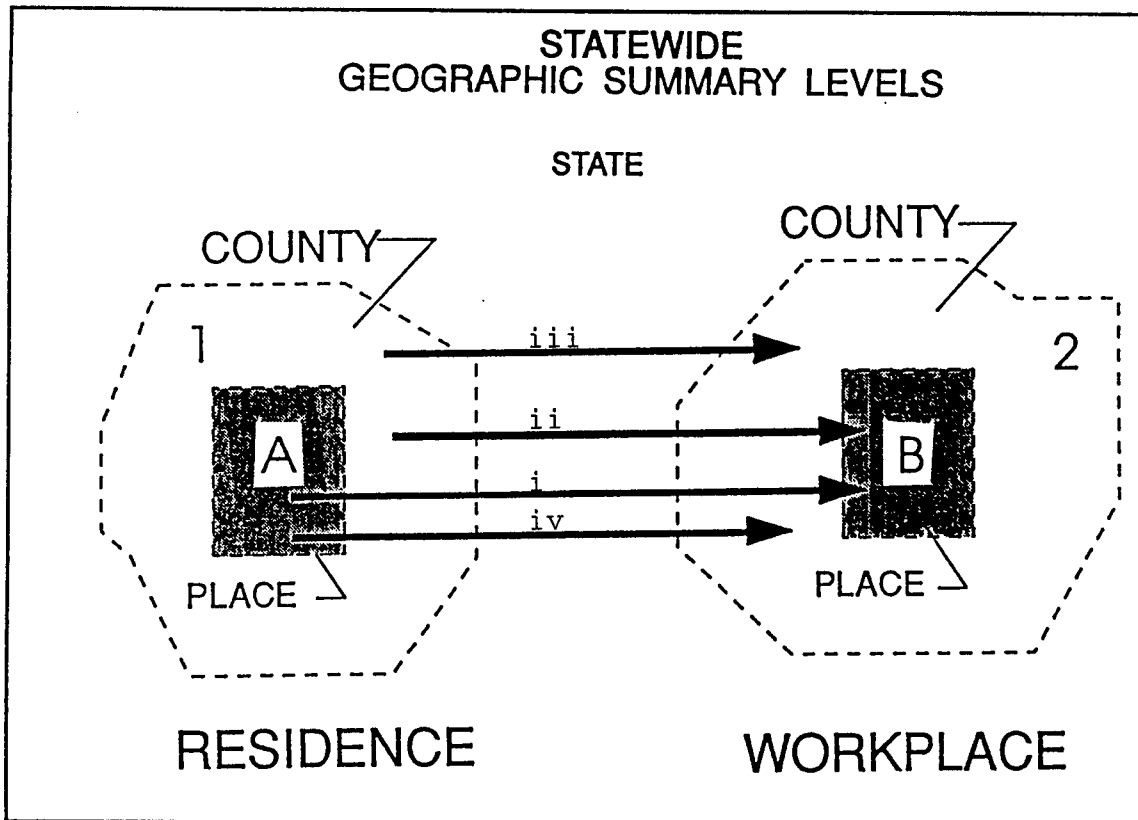 STATEWIDE
GEOGRAPHIC SUMMARY LEVELS
STATE
COUNTY
COUNTY
1
iii
2
ii
A
B
i
iv
PLACE
PLACE
RESIDENCE
WORKPLACE